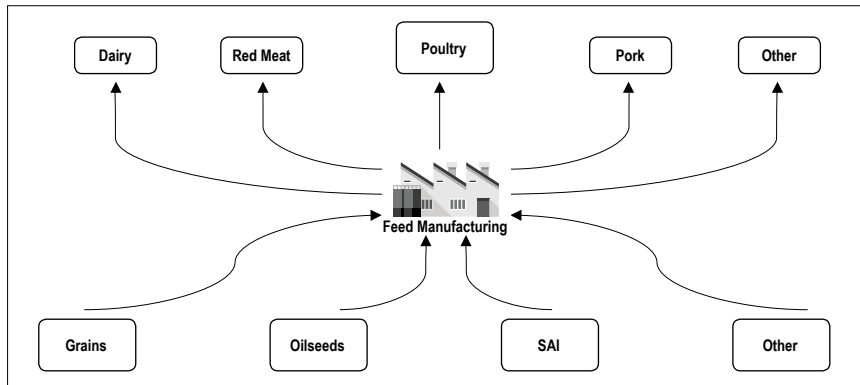 Dairy
Red Meat
Poultry
Pork
Other
Feed Manufacturing
Grains
Oilseeds
SAI
Other